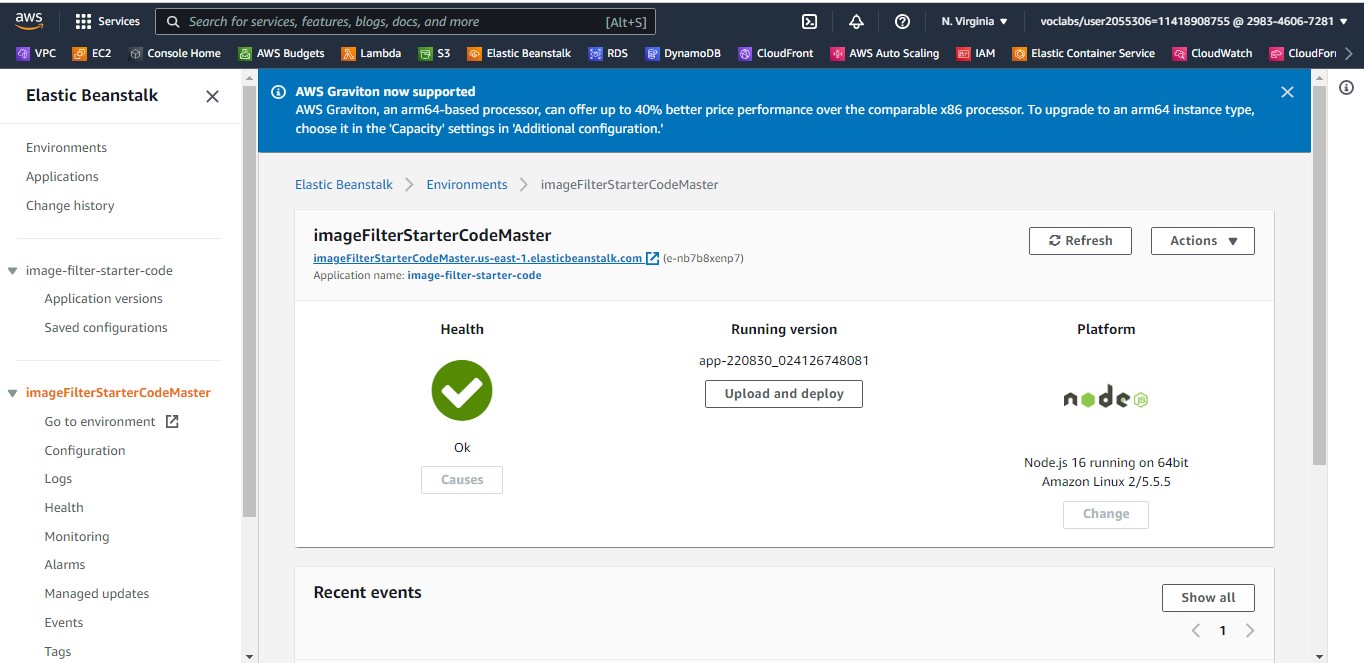 aws
Services
Search for services, features, blogs, docs, and more [Alt+S]
N. Virginia
voclabs/user2055306=11418908755 @ 2983-4606-7281
VPC
EC2
Console Home
AWS Budgets
Lambda
S3
Elastic Beanstalk
RDS
DynamoDB
CloudFront
AWS Auto Scaling
IAM
Elastic Container Service
CloudWatch
CloudForr
Elastic Beanstalk
Environments
Applications
Change history
image-filter-starter-code
Application versions
Saved configurations
imageFilterStarterCodeMaster
Go to environment
Configuration
Logs
Health
Monitoring
Alarms
Managed updates
Events
Tags
AWS Graviton now supported
AWS Graviton, an arm64-based processor, can offer up to 40% better price performance over the comparable x86 processor. To upgrade to an arm64 instance type,
choose it in the 'Capacity' settings in 'Additional configuration.'
Elastic Beanstalk
Environments
imageFilterStarterCodeMaster
imageFilterStarterCodeMaster
imageFilterStarterCodeMaster.us-east-1.elasticbeanstalk.com (e-nb7b8xenp7)
Application name: image-filter-starter-code
Refresh
Actions
Health
Ok
Causes
Running version
app-220830_024126748081
Upload and deploy
Platform
node JS
Node.js 16 running on 64bit
Amazon Linux 2/5.5.5
Change
Recent events
Show all
1